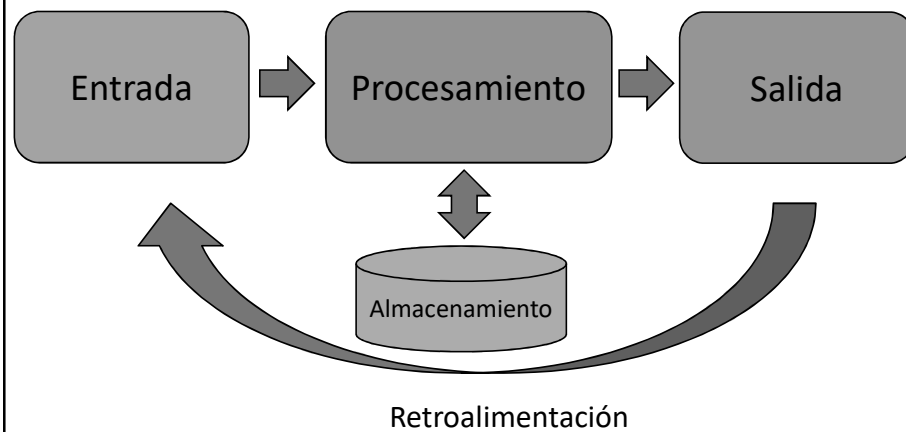 Entrada
Procesamiento
Salida
Almacenamiento
Retroalimentación